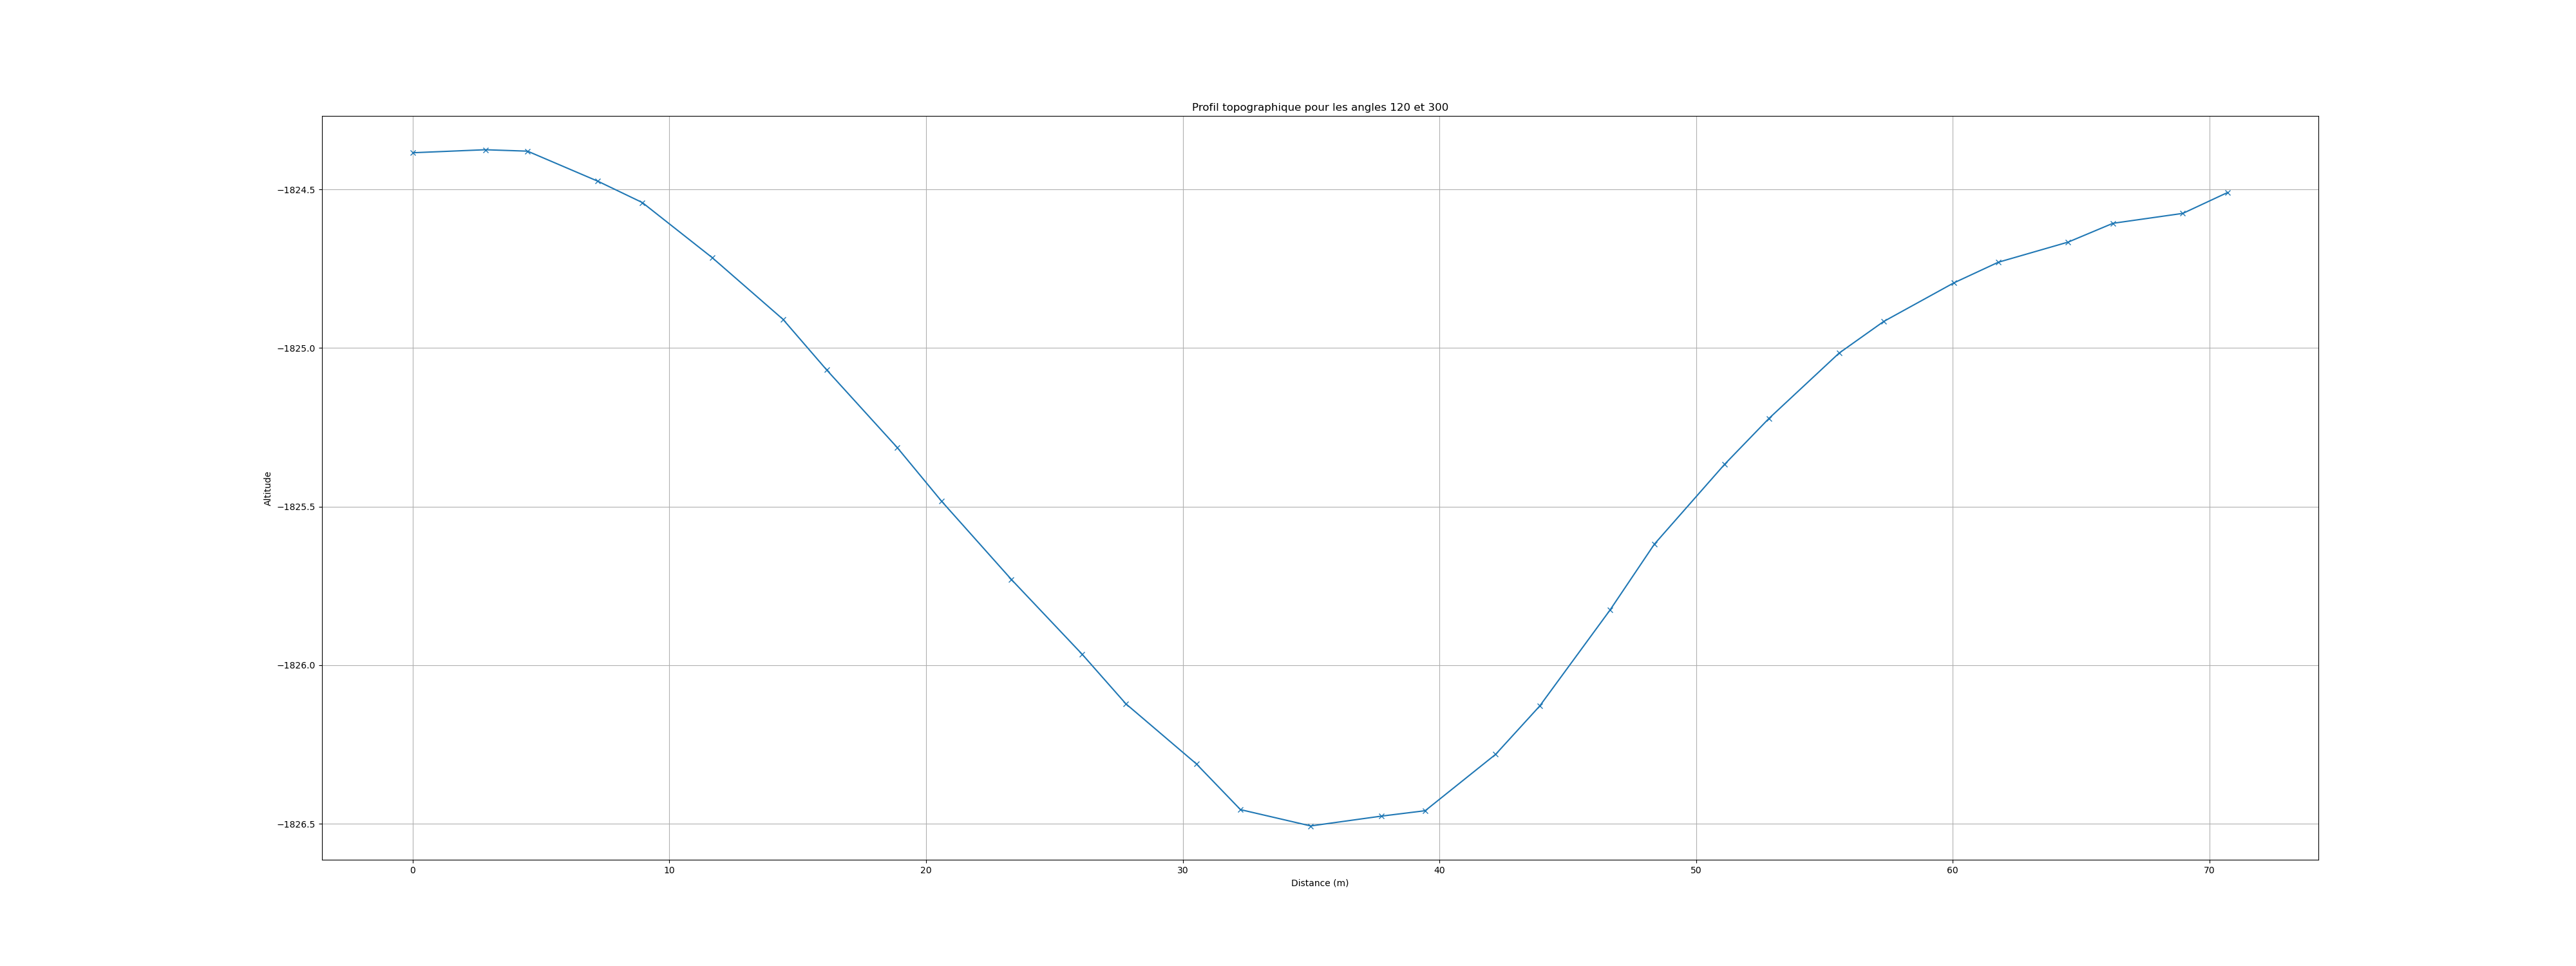 Profil topographique pour les angles 120 et 300
−1824.5
−1825.0
−1825.5
−1826.0
−1826.5
Altitude
0 10 20 30 40 50 60 70
Distance (m)